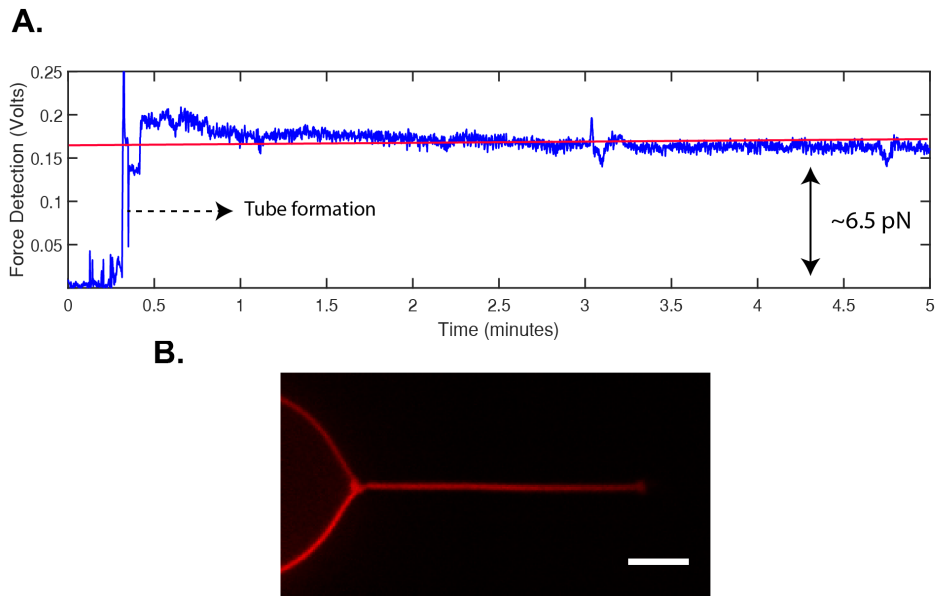 A.
Force Detection (Volts)
0.25
0.2
0.15
0.1
0.05
Tube formation
~6.5 pN
0 0.5 1 1.5 2 2.5 3 3.5 4 4.5 5
Time (minutes)
B.